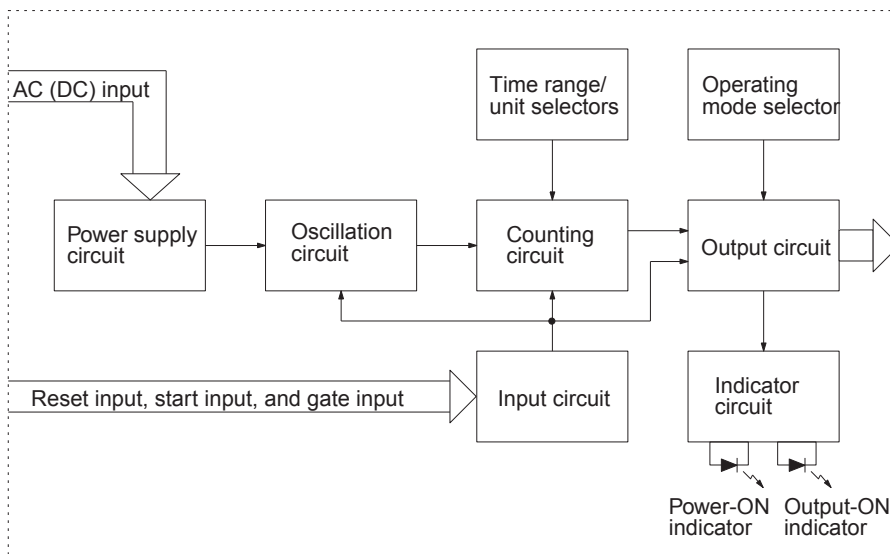 AC (DC) input
Time range/
unit selectors
Operating
mode selector
Power supply
circuit
Oscillation
circuit
Counting
circuit
Output circuit
Reset input, start input, and gate input
Input circuit
Indicator
circuit
Power-ON
indicator
Output-ON
indicator